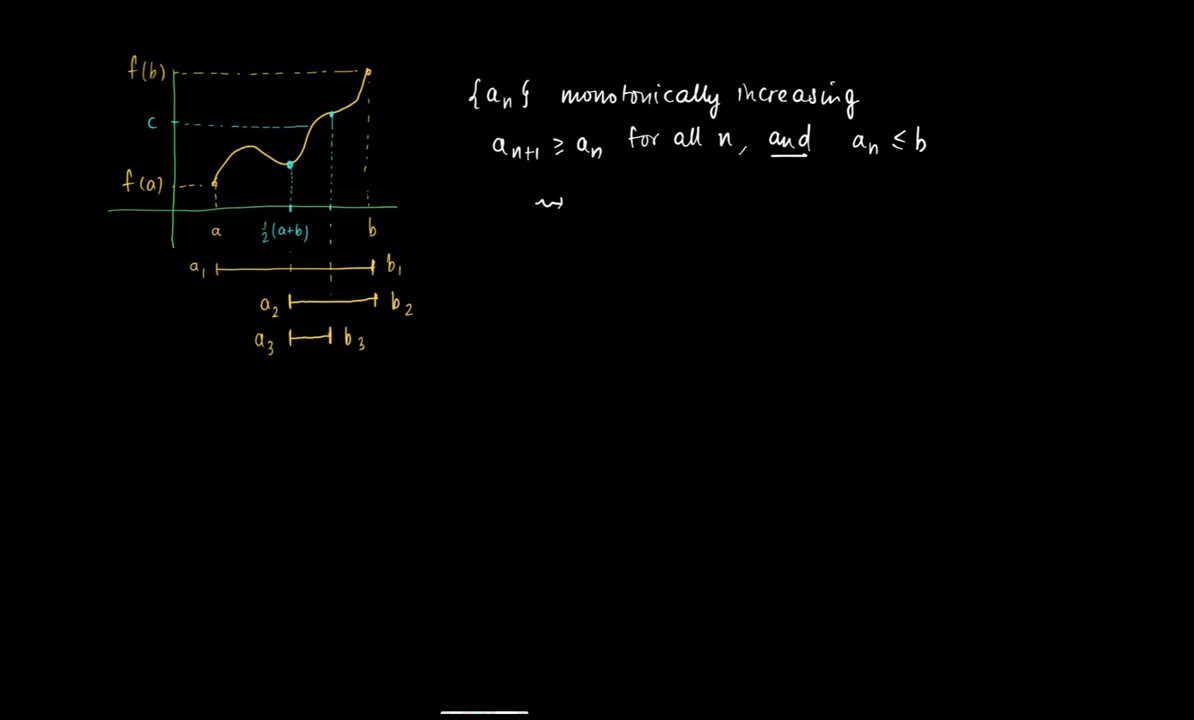 f(b)
c
f(a)
a
½(a+b)
b
a₁ b₁
a₂ b₂
a₃ b₃
{aₙ} monotonically increasing
aₙ₊₁ ≥ aₙ for all n, and aₙ ≤ b
⇝